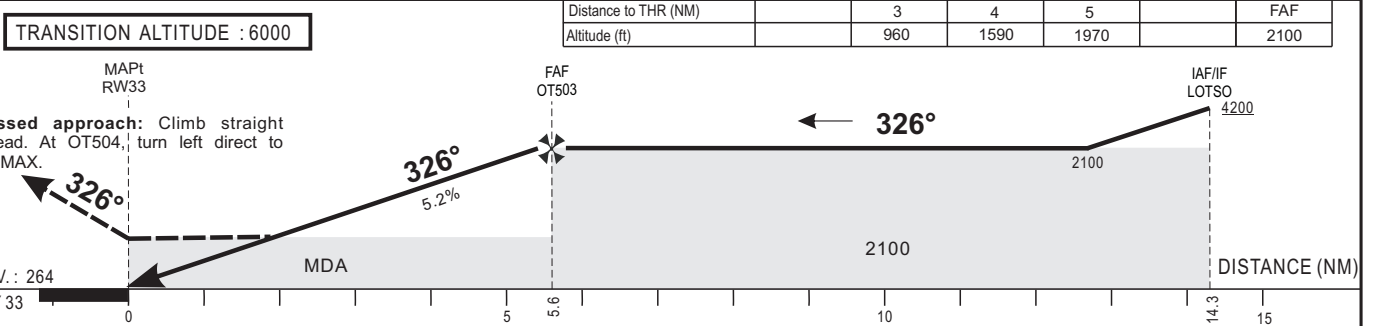 Distance to THR (NM) 3 4 5 FAF
Altitude (ft) 960 1590 1970 2100
TRANSITION ALTITUDE : 6000
MAPt
RW33
FAF
OT503
IAF/IF
LOTSO
4200
ssed approach: Climb straight
ead. At OT504, turn left direct to
MAX.
326°
326°
5.2%
326°
2100
MDA
2100
V.: 264
33
DISTANCE (NM)
0 5 5.6 10 14.3 15